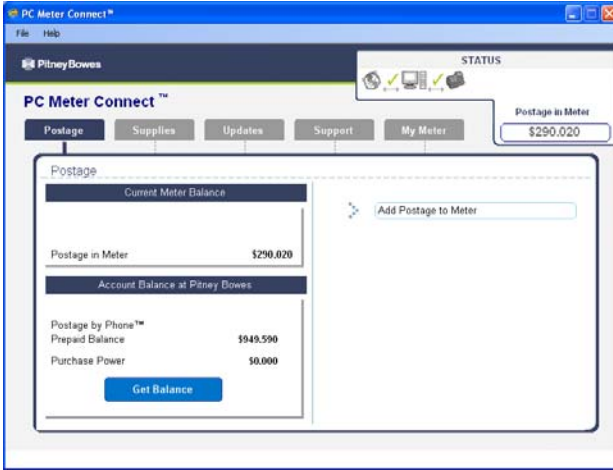 PC Meter Connect™
File Help
Pitney Bowes
STATUS
PC Meter Connect ™
Postage in Meter
$290.020
Postage Supplies Updates Support My Meter
Postage
Current Meter Balance
Add Postage to Meter
Postage in Meter $290.020
Account Balance at Pitney Bowes
Postage by Phone™
Prepaid Balance $949.590
Purchase Power $0.000
Get Balance